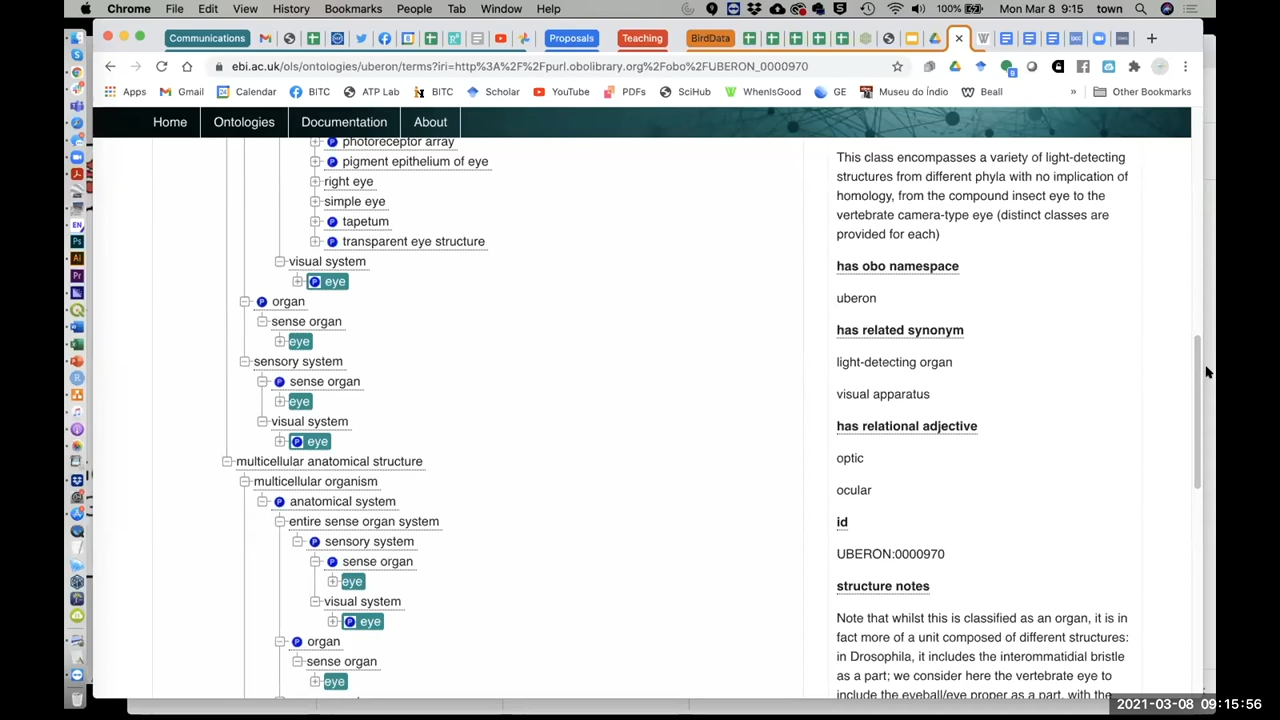 Chrome File Edit View History Bookmarks People Tab Window Help 100% Mon Mar 8 9:15 town
Communications Proposals Teaching BirdData
ebi.ac.uk/ols/ontologies/uberon/terms?iri=http%3A%2F%2Fpurl.obolibrary.org%2Fobo%2FUBERON_0000970
Apps Gmail Calendar BITC ATP Lab BITC Scholar YouTube PDFs SciHub WhenIsGood GE Museu do Índio Beall » Other Bookmarks
Home Ontologies Documentation About
photoreceptor array
P pigment epithelium of eye
right eye
simple eye
P tapetum
P transparent eye structure
visual system
P eye
P organ
sense organ
eye
sensory system
P sense organ
eye
visual system
P eye
multicellular anatomical structure
multicellular organism
P anatomical system
entire sense organ system
P sensory system
P sense organ
eye
visual system
P eye
P organ
sense organ
eye
This class encompasses a variety of light-detecting
structures from different phyla with no implication of
homology, from the compound insect eye to the
vertebrate camera-type eye (distinct classes are
provided for each)
has obo namespace
uberon
has related synonym
light-detecting organ
visual apparatus
has relational adjective
optic
ocular
id
UBERON:0000970
structure notes
Note that whilst this is classified as an organ, it is in
fact more of a unit composed of different structures:
in Drosophila, it includes the interommatidial bristle
as a part; we consider here the vertebrate eye to
include the eyeball/eye proper as a part, with the
2021-03-08 09:15:56